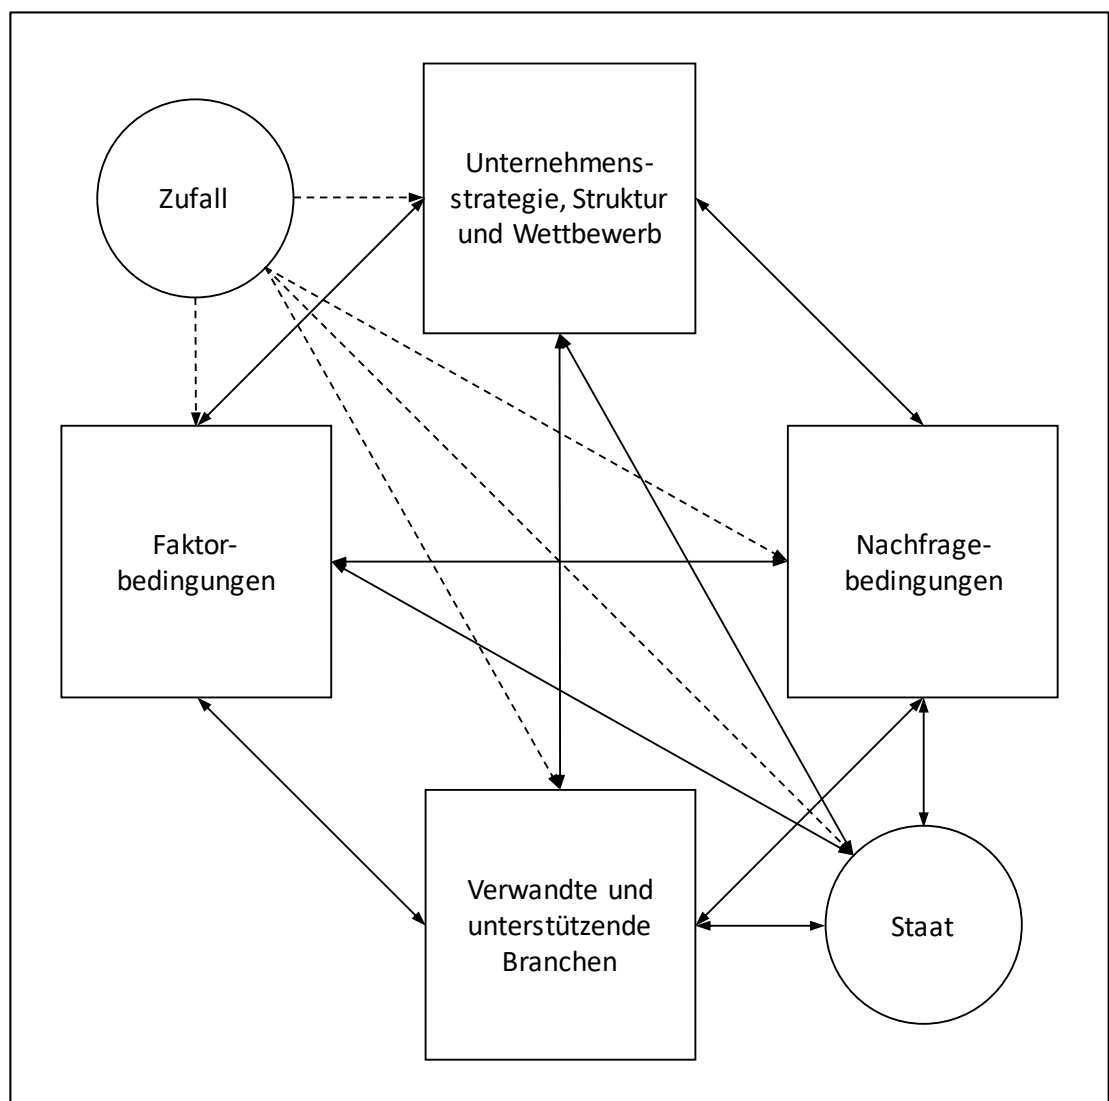 Unternehmens-
strategie, Struktur
und Wettbewerb
Zufall
Faktor-
bedingungen
Nachfrage-
bedingungen
Verwandte und
unterstützende
Branchen
Staat